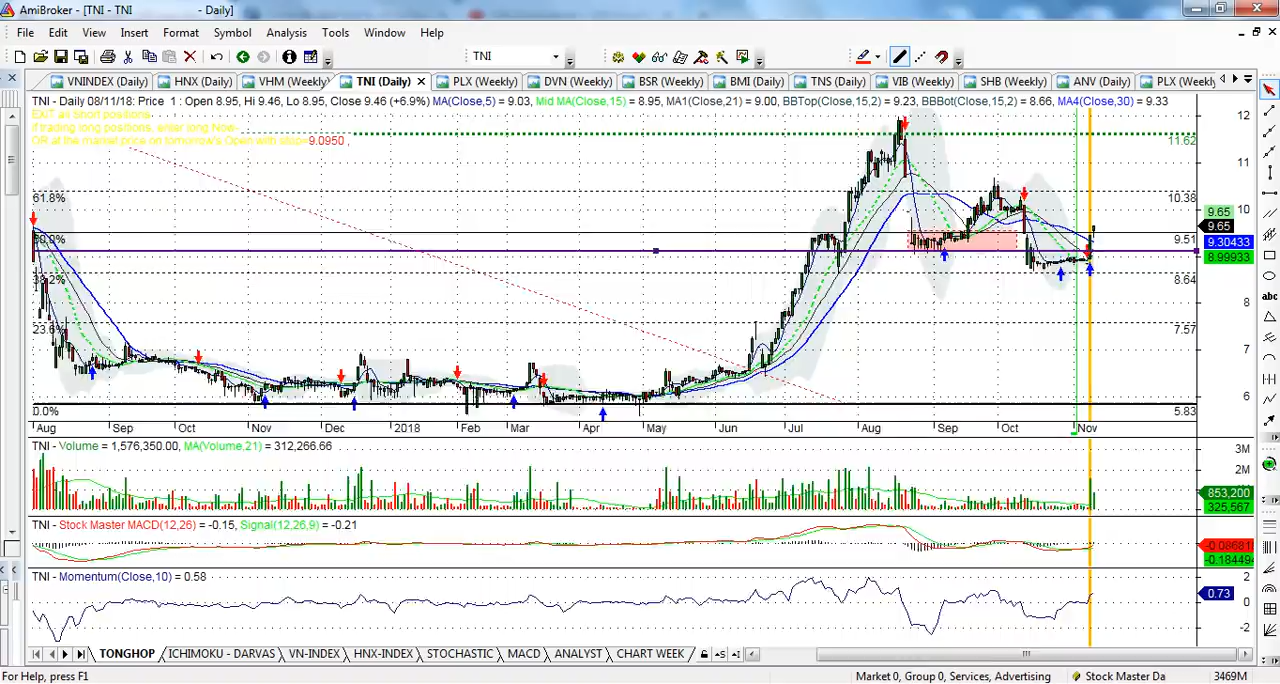 AmiBroker - [TNI - TNI - Daily]
File Edit View Insert Format Symbol Analysis Tools Window Help
TNI
VNINDEX (Daily) HNX (Daily) VHM (Weekly) TNI (Daily) PLX (Weekly) DVN (Weekly) BSR (Weekly) BMI (Daily) TNS (Daily) VIB (Weekly) SHB (Weekly) ANV (Daily) PLX (Weekly
TNI - Daily 08/11/18: Price 1 : Open 8.95, Hi 9.46, Lo 8.95, Close 9.46 (+6.9%) MA(Close,5) = 9.03, Mid MA(Close,15) = 8.95, MA1(Close,21) = 9.00, BBTop(Close,15,2) = 9.23, BBBot(Close,15,2) = 8.66, MA4(Close,30) = 9.33
EXIT all Short positions
if trading long positions, enter long Now-
OR at the market price on tomorrow's Open with stop=9.0950 ,
12
11.62
11
61.8%
10.38
10
9.65
9.65
50.0%
9.51
9.30433
8.99933
38.2%
8.64
8
23.6%
7.57
7
6
0.0%
5.83
Aug Sep Oct Nov Dec 2018 Feb Mar Apr May Jun Jul Aug Sep Oct Nov
TNI - Volume = 1,576,350.00, MA(Volume,21) = 312,266.66
3M
2M
853,200
325,567
TNI - Stock Master MACD(12,26) = -0.15, Signal(12,26,9) = -0.21
-0.08681
-0.18449
TNI - Momentum(Close,10) = 0.58
2
0.73
0
-2
TONGHOP ICHIMOKU - DARVAS VN-INDEX HNX-INDEX STOCHASTIC MACD ANALYST CHART WEEK
For Help, press F1
Market 0, Group 0, Services, Advertising Stock Master Da 3469M